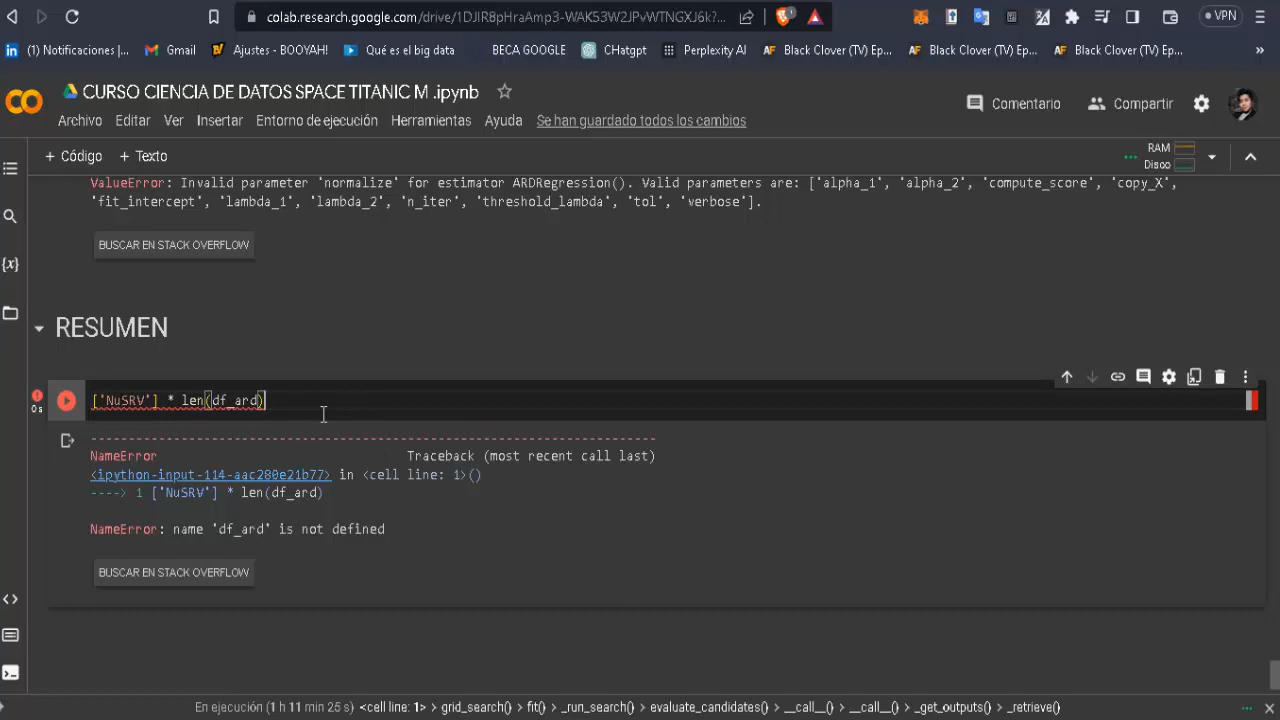 colab.research.google.com/drive/1DJIR8pHraAmp3-WAK53W2JPvWTNGXJ6k?...
VPN
(1) Notificaciones |...
Gmail
Ajustes - BOOYAH!
Qué es el big data
BECA GOOGLE
CHatgpt
Perplexity AI
Black Clover (TV) Ep...
Black Clover (TV) Ep...
Black Clover (TV) Ep...
»
CURSO CIENCIA DE DATOS SPACE TITANIC M .ipynb
Comentario
Compartir
Archivo Editar Ver Insertar Entorno de ejecución Herramientas Ayuda Se han guardado todos los cambios
+ Código + Texto
RAM
Disco
ValueError: Invalid parameter 'normalize' for estimator ARDRegression(). Valid parameters are: ['alpha_1', 'alpha_2', 'compute_score', 'copy_X',
'fit_intercept', 'lambda_1', 'lambda_2', 'n_iter', 'threshold_lambda', 'tol', 'verbose'].
BUSCAR EN STACK OVERFLOW
RESUMEN
['NuSRV'] * len(df_ard)
0s
---------------------------------------------------------------------------
NameError Traceback (most recent call last)
<ipython-input-114-aac280e21b77> in <cell line: 1>()
----> 1 ['NuSRV'] * len(df_ard)
NameError: name 'df_ard' is not defined
BUSCAR EN STACK OVERFLOW
En ejecución (1 h 11 min 25 s) <cell line: 1> > grid_search() > fit() > _run_search() > evaluate_candidates() > __call__() > __call__() > _get_outputs() > _retrieve()